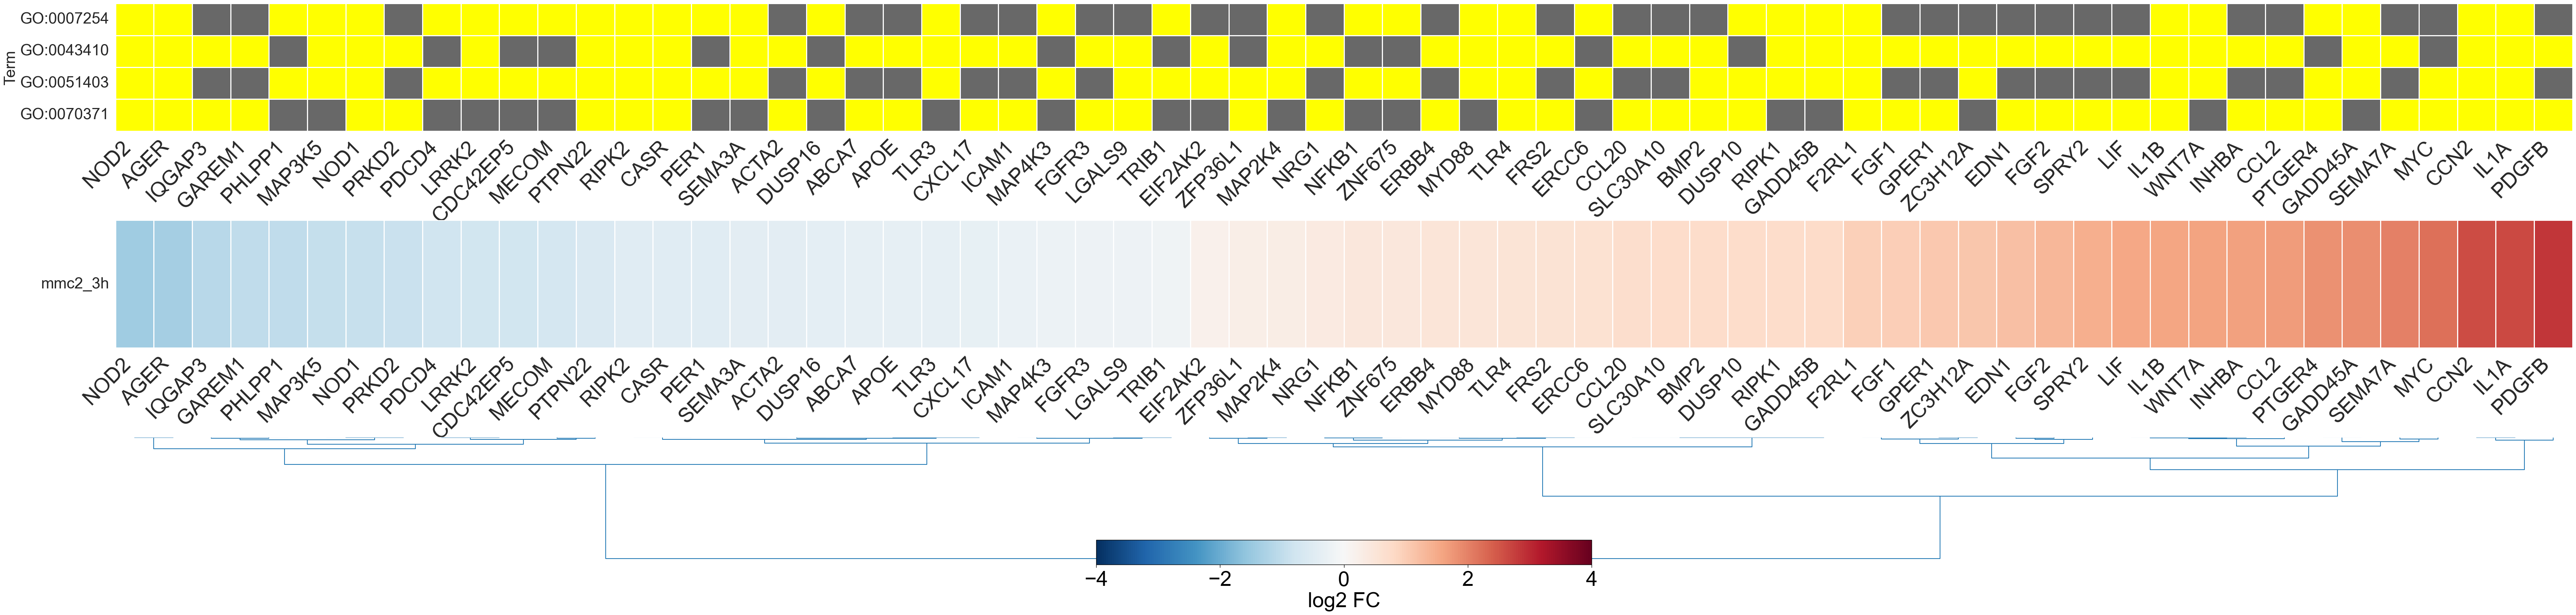 Term
GO:0007254
GO:0043410
GO:0051403
GO:0070371
NOD2 AGER IQGAP3 GAREM1 PHLPP1 MAP3K5 NOD1 PRKD2 PDCD4 LRRK2 CDC42EP5 MECOM PTPN22 RIPK2 CASR PER1 SEMA3A ACTA2 DUSP16 ABCA7 APOE TLR3 CXCL17 ICAM1 MAP4K3 FGFR3 LGALS9 TRIB1 EIF2AK2 ZFP36L1 MAP2K4 NRG1 NFKB1 ZNF675 ERBB4 MYD88 TLR4 FRS2 ERCC6 CCL20 SLC30A10 BMP2 DUSP10 RIPK1 GADD45B F2RL1 FGF1 GPER1 ZC3H12A EDN1 FGF2 SPRY2 LIF IL1B WNT7A INHBA CCL2 PTGER4 GADD45A SEMA7A MYC CCN2 IL1A PDGFB
mmc2_3h
NOD2 AGER IQGAP3 GAREM1 PHLPP1 MAP3K5 NOD1 PRKD2 PDCD4 LRRK2 CDC42EP5 MECOM PTPN22 RIPK2 CASR PER1 SEMA3A ACTA2 DUSP16 ABCA7 APOE TLR3 CXCL17 ICAM1 MAP4K3 FGFR3 LGALS9 TRIB1 EIF2AK2 ZFP36L1 MAP2K4 NRG1 NFKB1 ZNF675 ERBB4 MYD88 TLR4 FRS2 ERCC6 CCL20 SLC30A10 BMP2 DUSP10 RIPK1 GADD45B F2RL1 FGF1 GPER1 ZC3H12A EDN1 FGF2 SPRY2 LIF IL1B WNT7A INHBA CCL2 PTGER4 GADD45A SEMA7A MYC CCN2 IL1A PDGFB
−4 −2 0 2 4
log2 FC